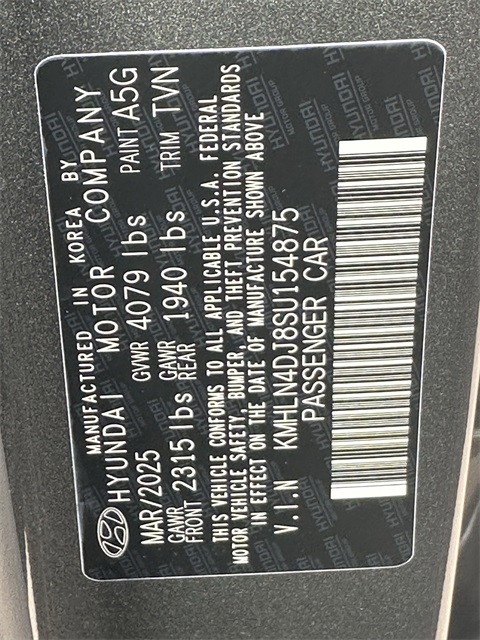 MANUFACTURED IN KOREA BY
HYUNDAI MOTOR COMPANY
MAR/2025 GVWR 4079 lbs PAINT A5G
GAWR FRONT 2315 lbs GAWR REAR 1940 lbs TRIM TVN
THIS VEHICLE CONFORMS TO ALL APPLICABLE U.S.A. FEDERAL
MOTOR VEHICLE SAFETY, BUMPER AND THEFT PREVENTION STANDARDS
IN EFFECT ON THE DATE OF MANUFACTURE SHOWN ABOVE
V.I.N KMHLN4DJ8SU154875
PASSENGER CAR